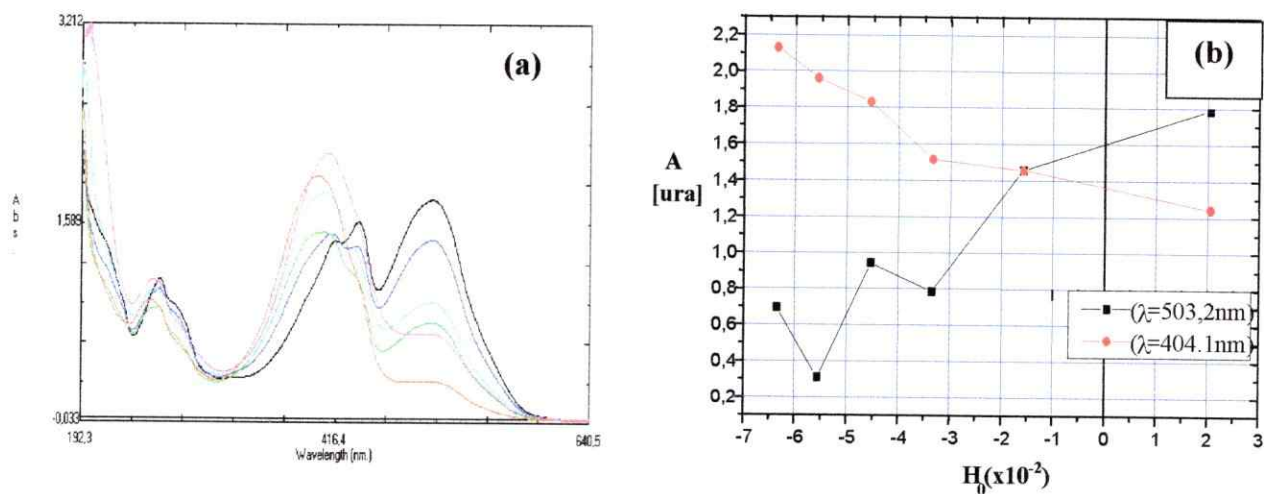 3,212
(a)
A
b
s
1,599
-0,033
192,3
416,4
640,5
Wavelength (nm.)
(b)
2,2
2,0
1,8
1,6
1,4
1,2
1,0
0,8
0,6
0,4
0,2
A
[ura]
(λ=503,2nm)
(λ=404.1nm)
-7 -6 -5 -4 -3 -2 -1 0 1 2 3
H₀(x10⁻²)